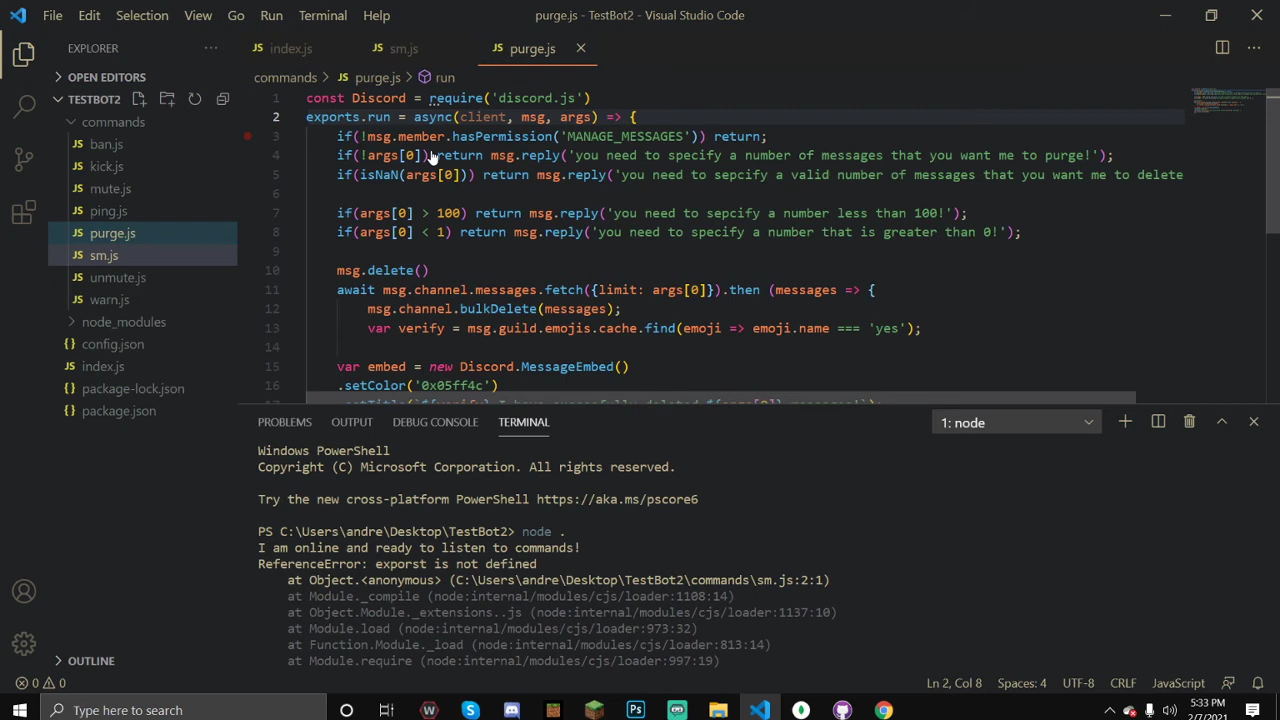 File Edit Selection View Go Run Terminal Help purge.js - TestBot2 - Visual Studio Code
EXPLORER
index.js
sm.js
purge.js
OPEN EDITORS
TESTBOT2
commands
ban.js
kick.js
mute.js
ping.js
purge.js
sm.js
unmute.js
warn.js
node_modules
config.json
index.js
package-lock.json
package.json
OUTLINE
commands > purge.js > run
1 const Discord = require('discord.js')
2 exports.run = async(client, msg, args) => {
3 if(!msg.member.hasPermission('MANAGE_MESSAGES')) return;
4 if(!args[0]) return msg.reply('you need to specify a number of messages that you want me to purge!');
5 if(isNaN(args[0])) return msg.reply('you need to sepcify a valid number of messages that you want me to delete
6
7 if(args[0] > 100) return msg.reply('you need to sepcify a number less than 100!');
8 if(args[0] < 1) return msg.reply('you need to specify a number that is greater than 0!');
9
10 msg.delete()
11 await msg.channel.messages.fetch({limit: args[0]}).then (messages => {
12 msg.channel.bulkDelete(messages);
13 var verify = msg.guild.emojis.cache.find(emoji => emoji.name === 'yes');
14
15 var embed = new Discord.MessageEmbed()
16 .setColor('0x05ff4c')
PROBLEMS OUTPUT DEBUG CONSOLE TERMINAL 1: node
Windows PowerShell
Copyright (C) Microsoft Corporation. All rights reserved.
Try the new cross-platform PowerShell https://aka.ms/pscore6
PS C:\Users\andre\Desktop\TestBot2> node .
I am online and ready to listen to commands!
ReferenceError: exporst is not defined
at Object.<anonymous> (C:\Users\andre\Desktop\TestBot2\commands\sm.js:2:1)
at Module._compile (node:internal/modules/cjs/loader:1108:14)
at Object.Module._extensions..js (node:internal/modules/cjs/loader:1137:10)
at Module.load (node:internal/modules/cjs/loader:973:32)
at Function.Module._load (node:internal/modules/cjs/loader:813:14)
at Module.require (node:internal/modules/cjs/loader:997:19)
0 0 Ln 2, Col 8 Spaces: 4 UTF-8 CRLF JavaScript
Type here to search
5:33 PM
2/7/2021